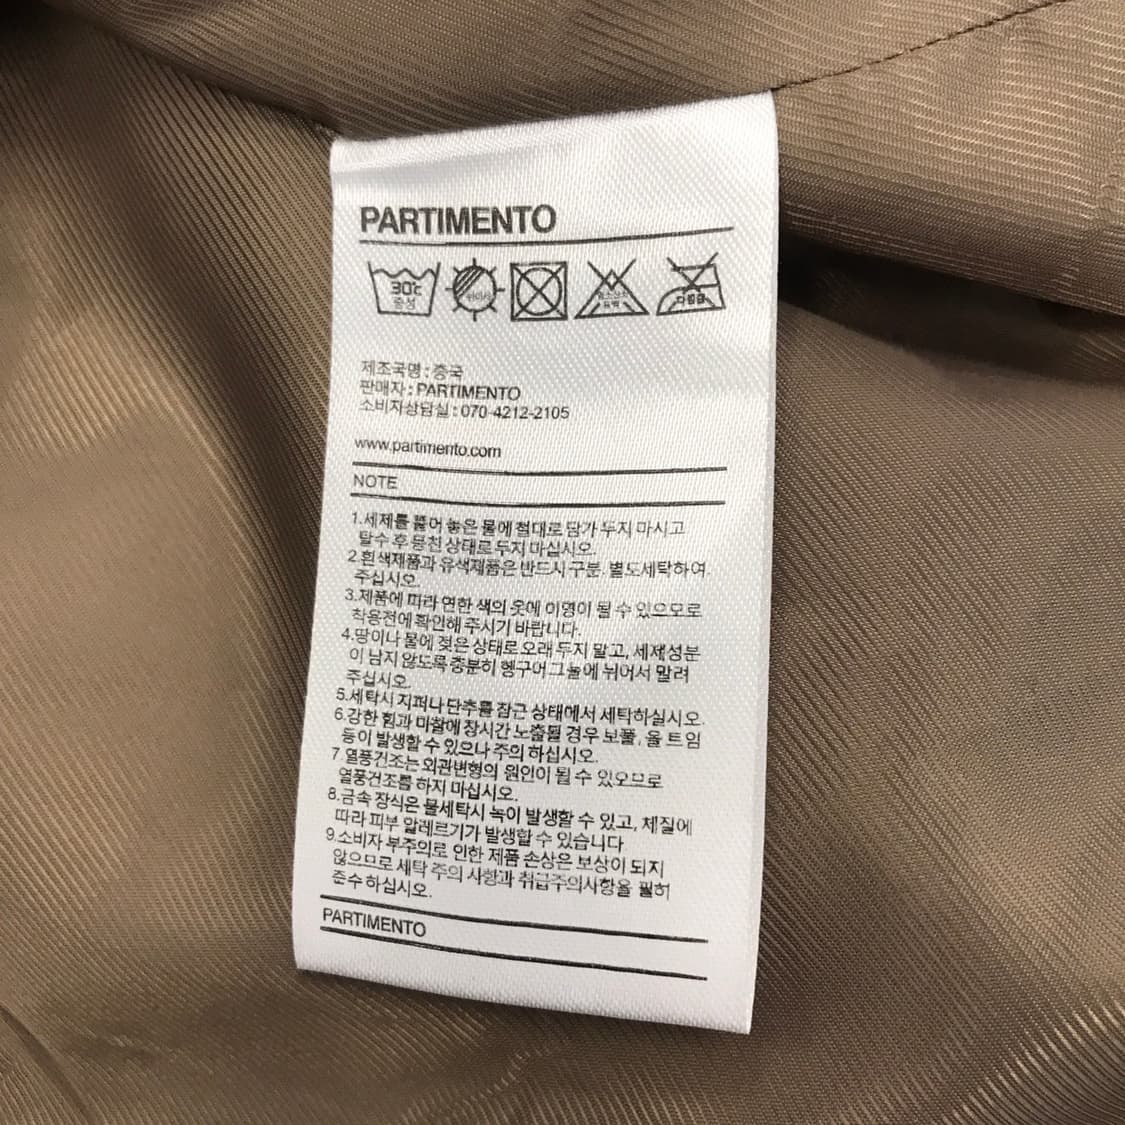 PARTIMENTO
30℃
중성
뉘어서
염소산소
표백
다림질
제조국명 : 중국
판매자 : PARTIMENTO
소비자상담실 : 070-4212-2105
www.partimento.com
NOTE
1.세제를 풀어 놓은 물에 절대로 담가 두지 마시고
탈수 후 뭉친 상태로 두지 마십시오.
2.흰색제품과 유색제품은 반드시 구분. 별도세탁하여.
주십시오.
3.제품에 따라 연한 색의 옷에 이염이 될 수 있으므로
착용전에 확인해 주시기 바랍니다.
4.땀이나 물에 젖은 상태로 오래 두지 말고, 세제성분
이 남지 않도록 충분히 헹구어 그늘에 뉘어서 말려
주십시오.
5.세탁시 지퍼나 단추를 잠근 상태에서 세탁하실시오.
6.강한 힘과 마찰에 장시간 노출될 경우 보풀, 올 트임
등이 발생할 수 있으나 주의 하십시오.
7.열풍건조는 외관변형의 원인이 될 수 있으므로
열풍건조를 하지 마십시오.
8.금속 장식은 물세탁시 녹이 발생할 수 있고, 체질에
따라 피부 알레르기가 발생할 수 있습니다
9.소비자 부주의로 인한 제품 손상은 보상이 되지
않으므로 세탁 주의 사항과 취급주의사항을 필히
준수 하십시오.
PARTIMENTO